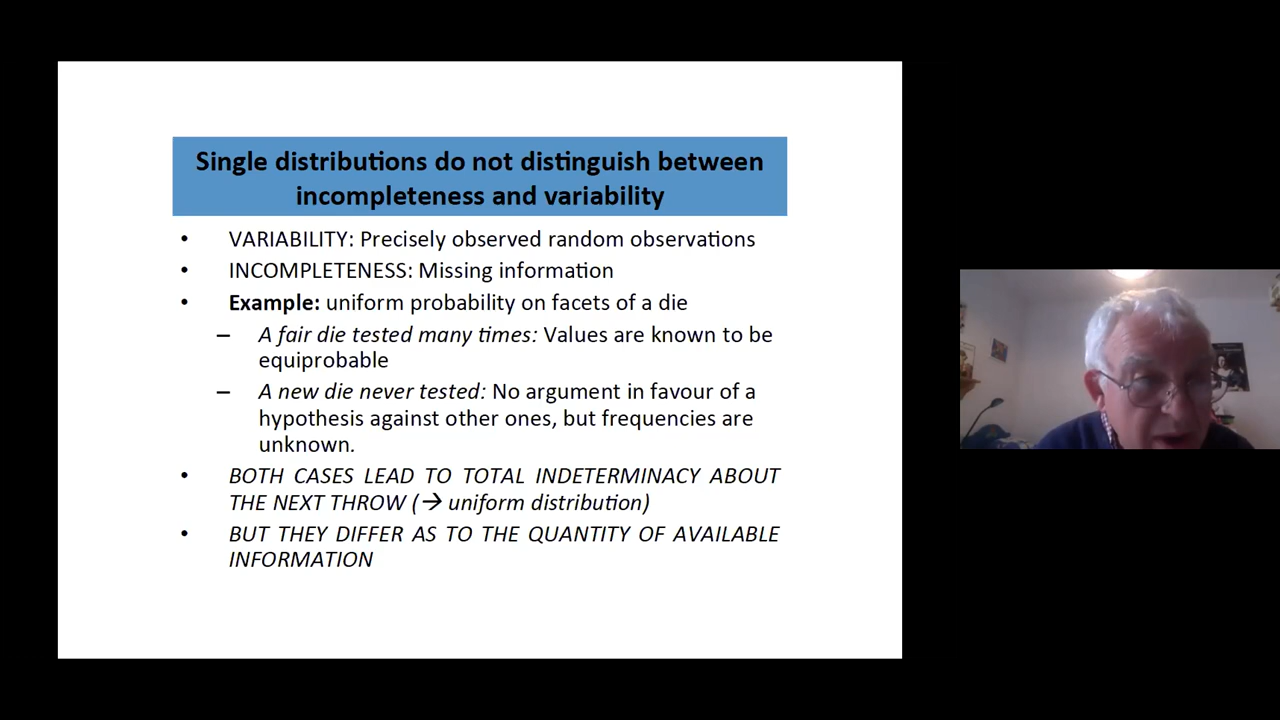 Single distributions do not distinguish between
incompleteness and variability
• VARIABILITY: Precisely observed random observations
• INCOMPLETENESS: Missing information
• Example: uniform probability on facets of a die
– A fair die tested many times: Values are known to be
equiprobable
– A new die never tested: No argument in favour of a
hypothesis against other ones, but frequencies are
unknown.
• BOTH CASES LEAD TO TOTAL INDETERMINACY ABOUT
THE NEXT THROW (→ uniform distribution)
• BUT THEY DIFFER AS TO THE QUANTITY OF AVAILABLE
INFORMATION